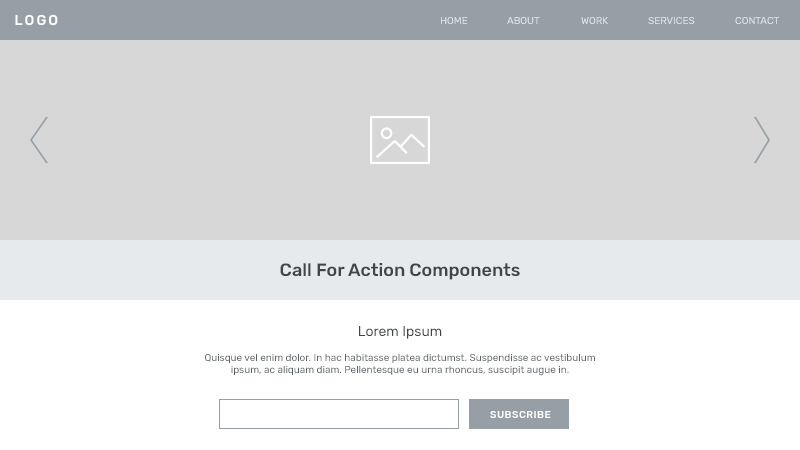 LOGO HOME ABOUT WORK SERVICES CONTACT
Call For Action Components
Lorem Ipsum
Quisque vel enim dolor. In hac habitasse platea dictumst. Suspendisse ac vestibulum
ipsum, ac aliquam diam. Pellentesque eu urna rhoncus, suscipit augue in.
SUBSCRIBE